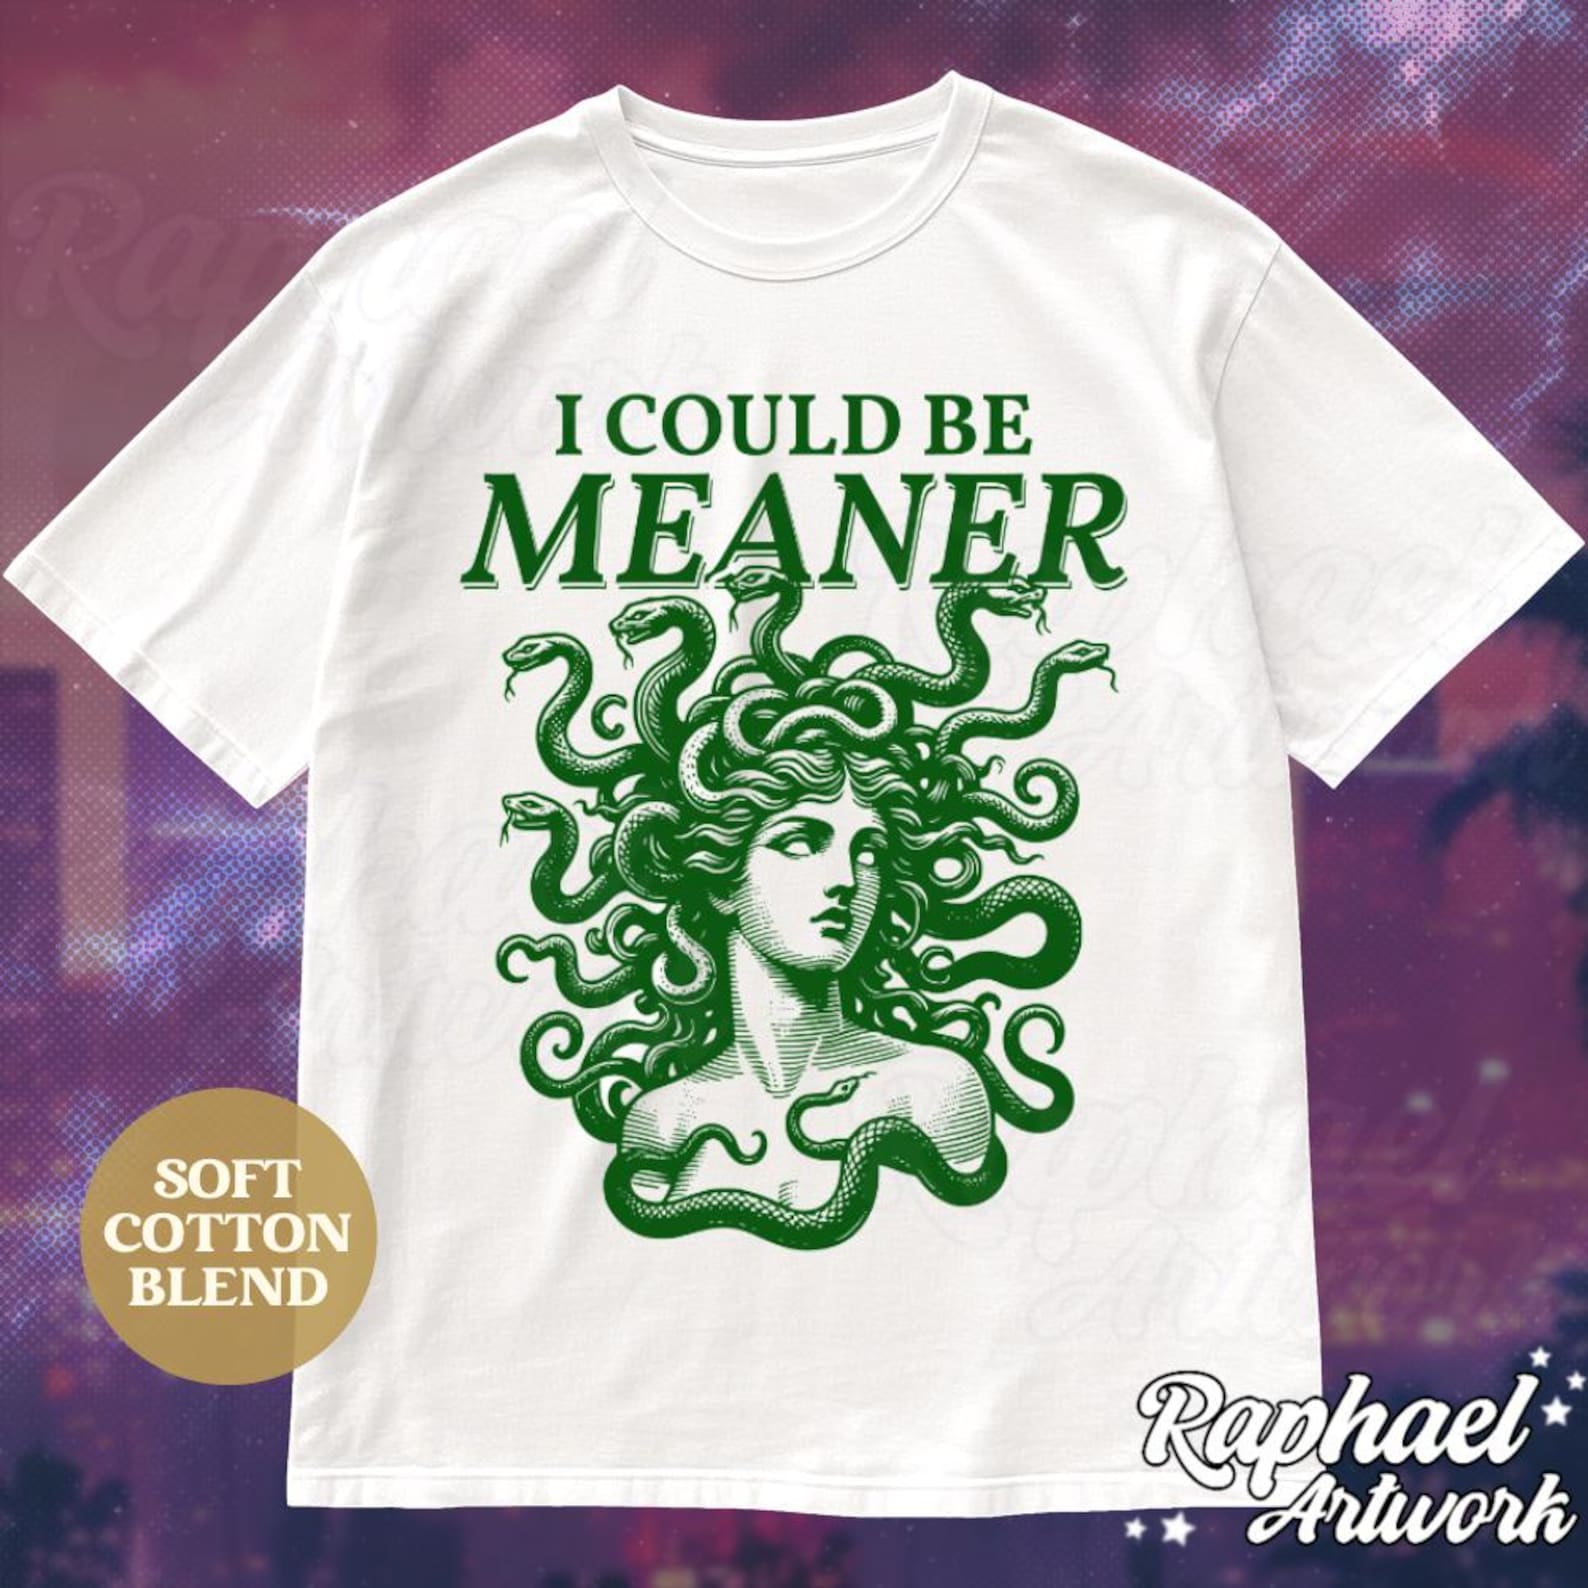 I COULD BE
MEANER
SOFT
COTTON
BLEND
Raphael
Artwork